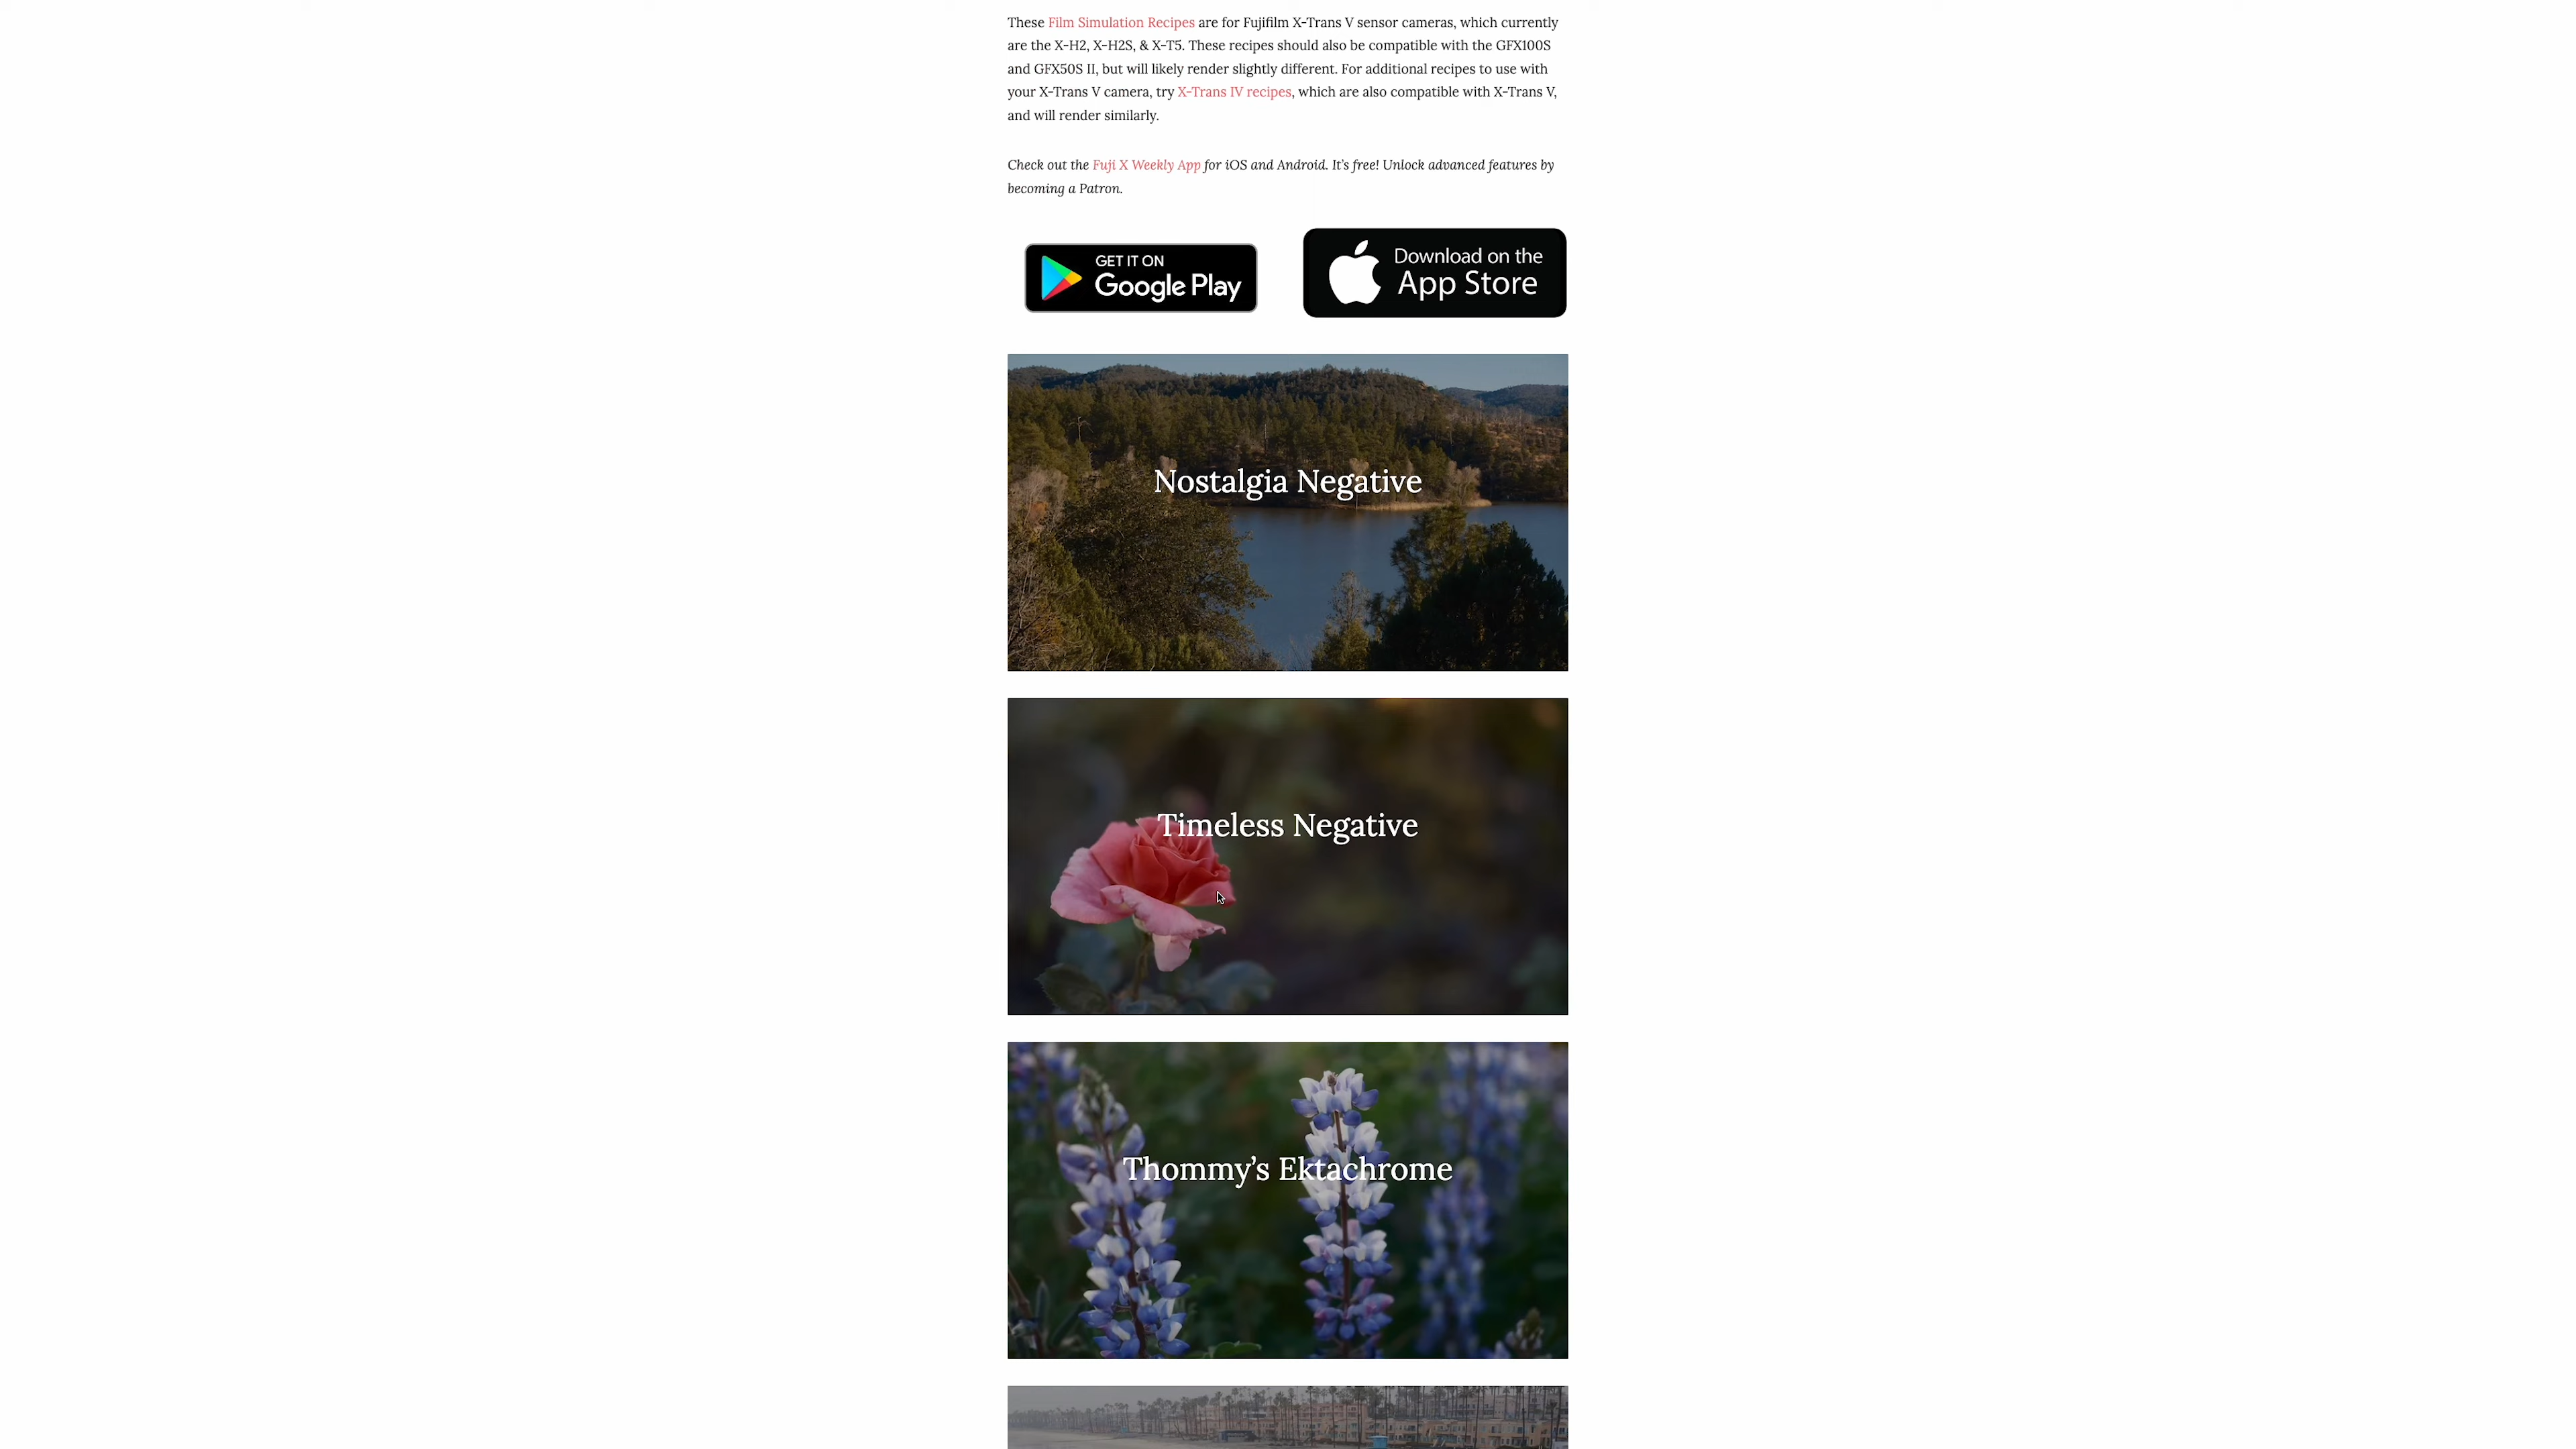 These Film Simulation Recipes are for Fujifilm X-Trans V sensor cameras, which currently
are the X-H2, X-H2S, & X-T5. These recipes should also be compatible with the GFX100S
and GFX50S II, but will likely render slightly different. For additional recipes to use with
your X-Trans V camera, try X-Trans IV recipes, which are also compatible with X-Trans V,
and will render similarly.
Check out the Fuji X Weekly App for iOS and Android. It's free! Unlock advanced features by
becoming a Patron.
GET IT ON
Google Play
Download on the
App Store
Nostalgia Negative
Timeless Negative
Thommy's Ektachrome